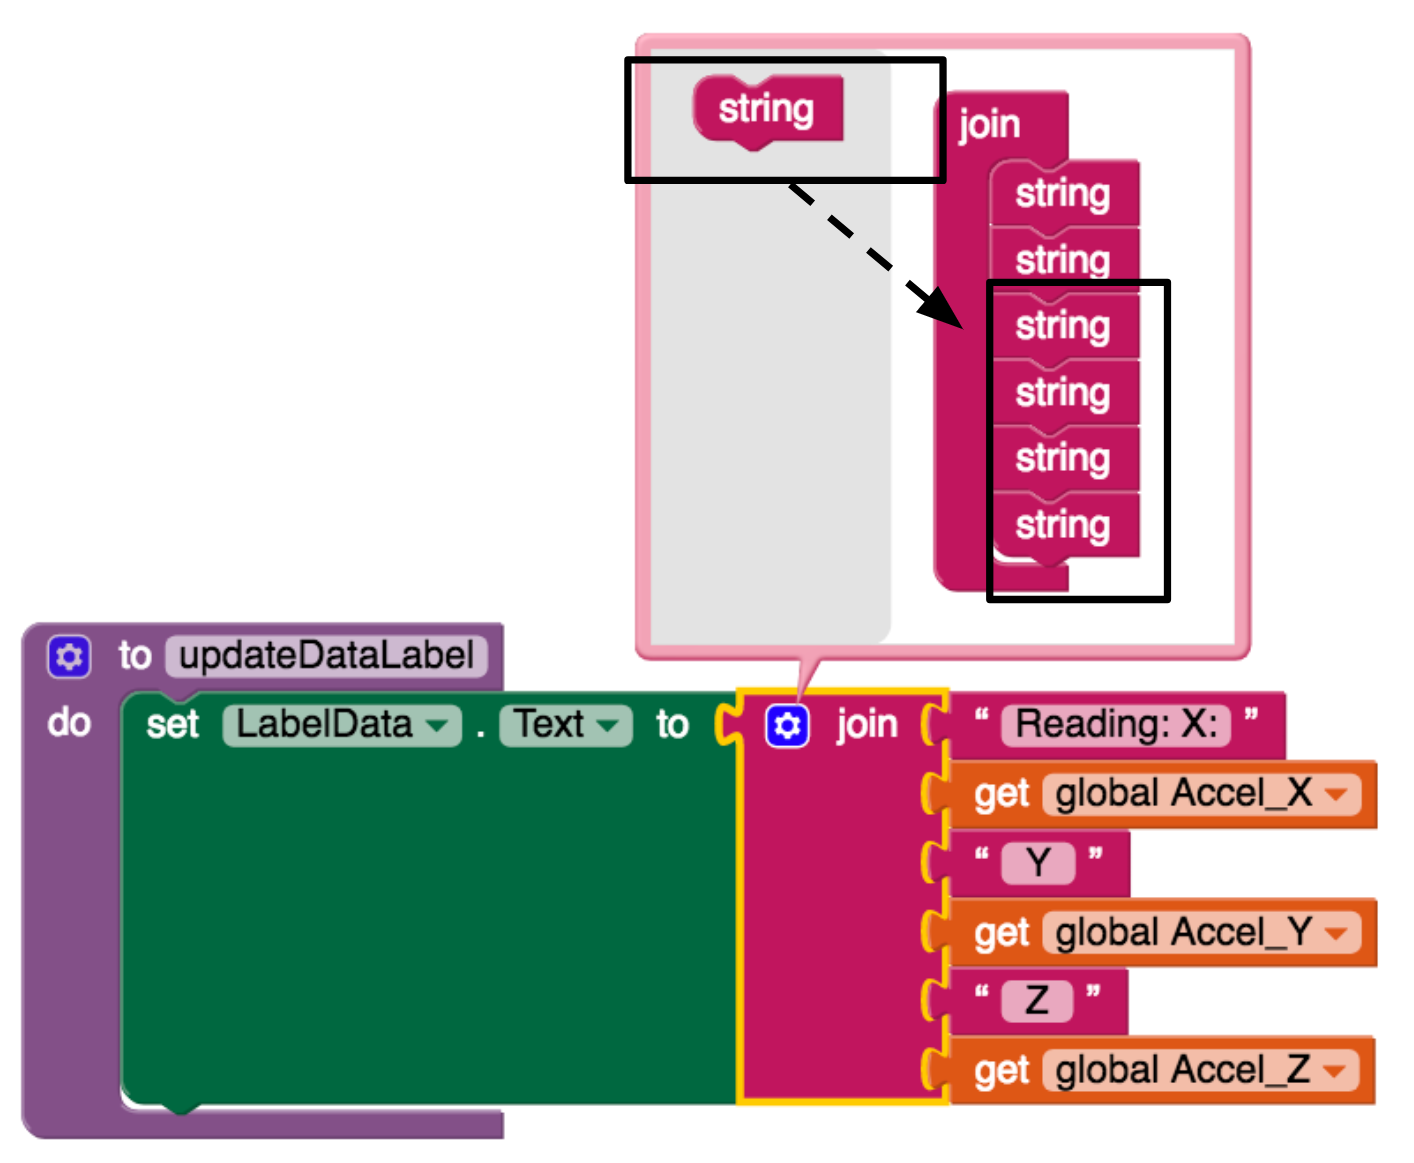 string
join
string
string
string
string
string
string
to updateDataLabel
do set LabelData . Text to join “ Reading: X: ”
get global Accel_X
“ Y ”
get global Accel_Y
“ Z ”
get global Accel_Z